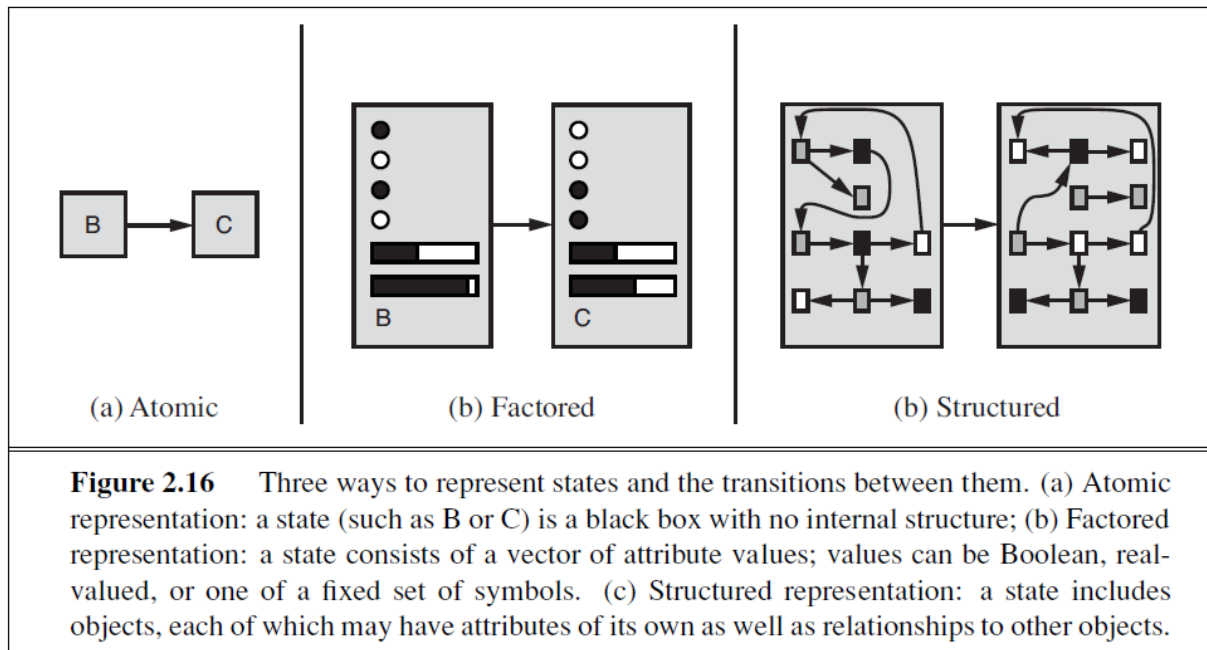 B
C
B
C
(a) Atomic
(b) Factored
(b) Structured
Figure 2.16 Three ways to represent states and the transitions between them. (a) Atomic
representation: a state (such as B or C) is a black box with no internal structure; (b) Factored
representation: a state consists of a vector of attribute values; values can be Boolean, real-
valued, or one of a fixed set of symbols. (c) Structured representation: a state includes
objects, each of which may have attributes of its own as well as relationships to other objects.